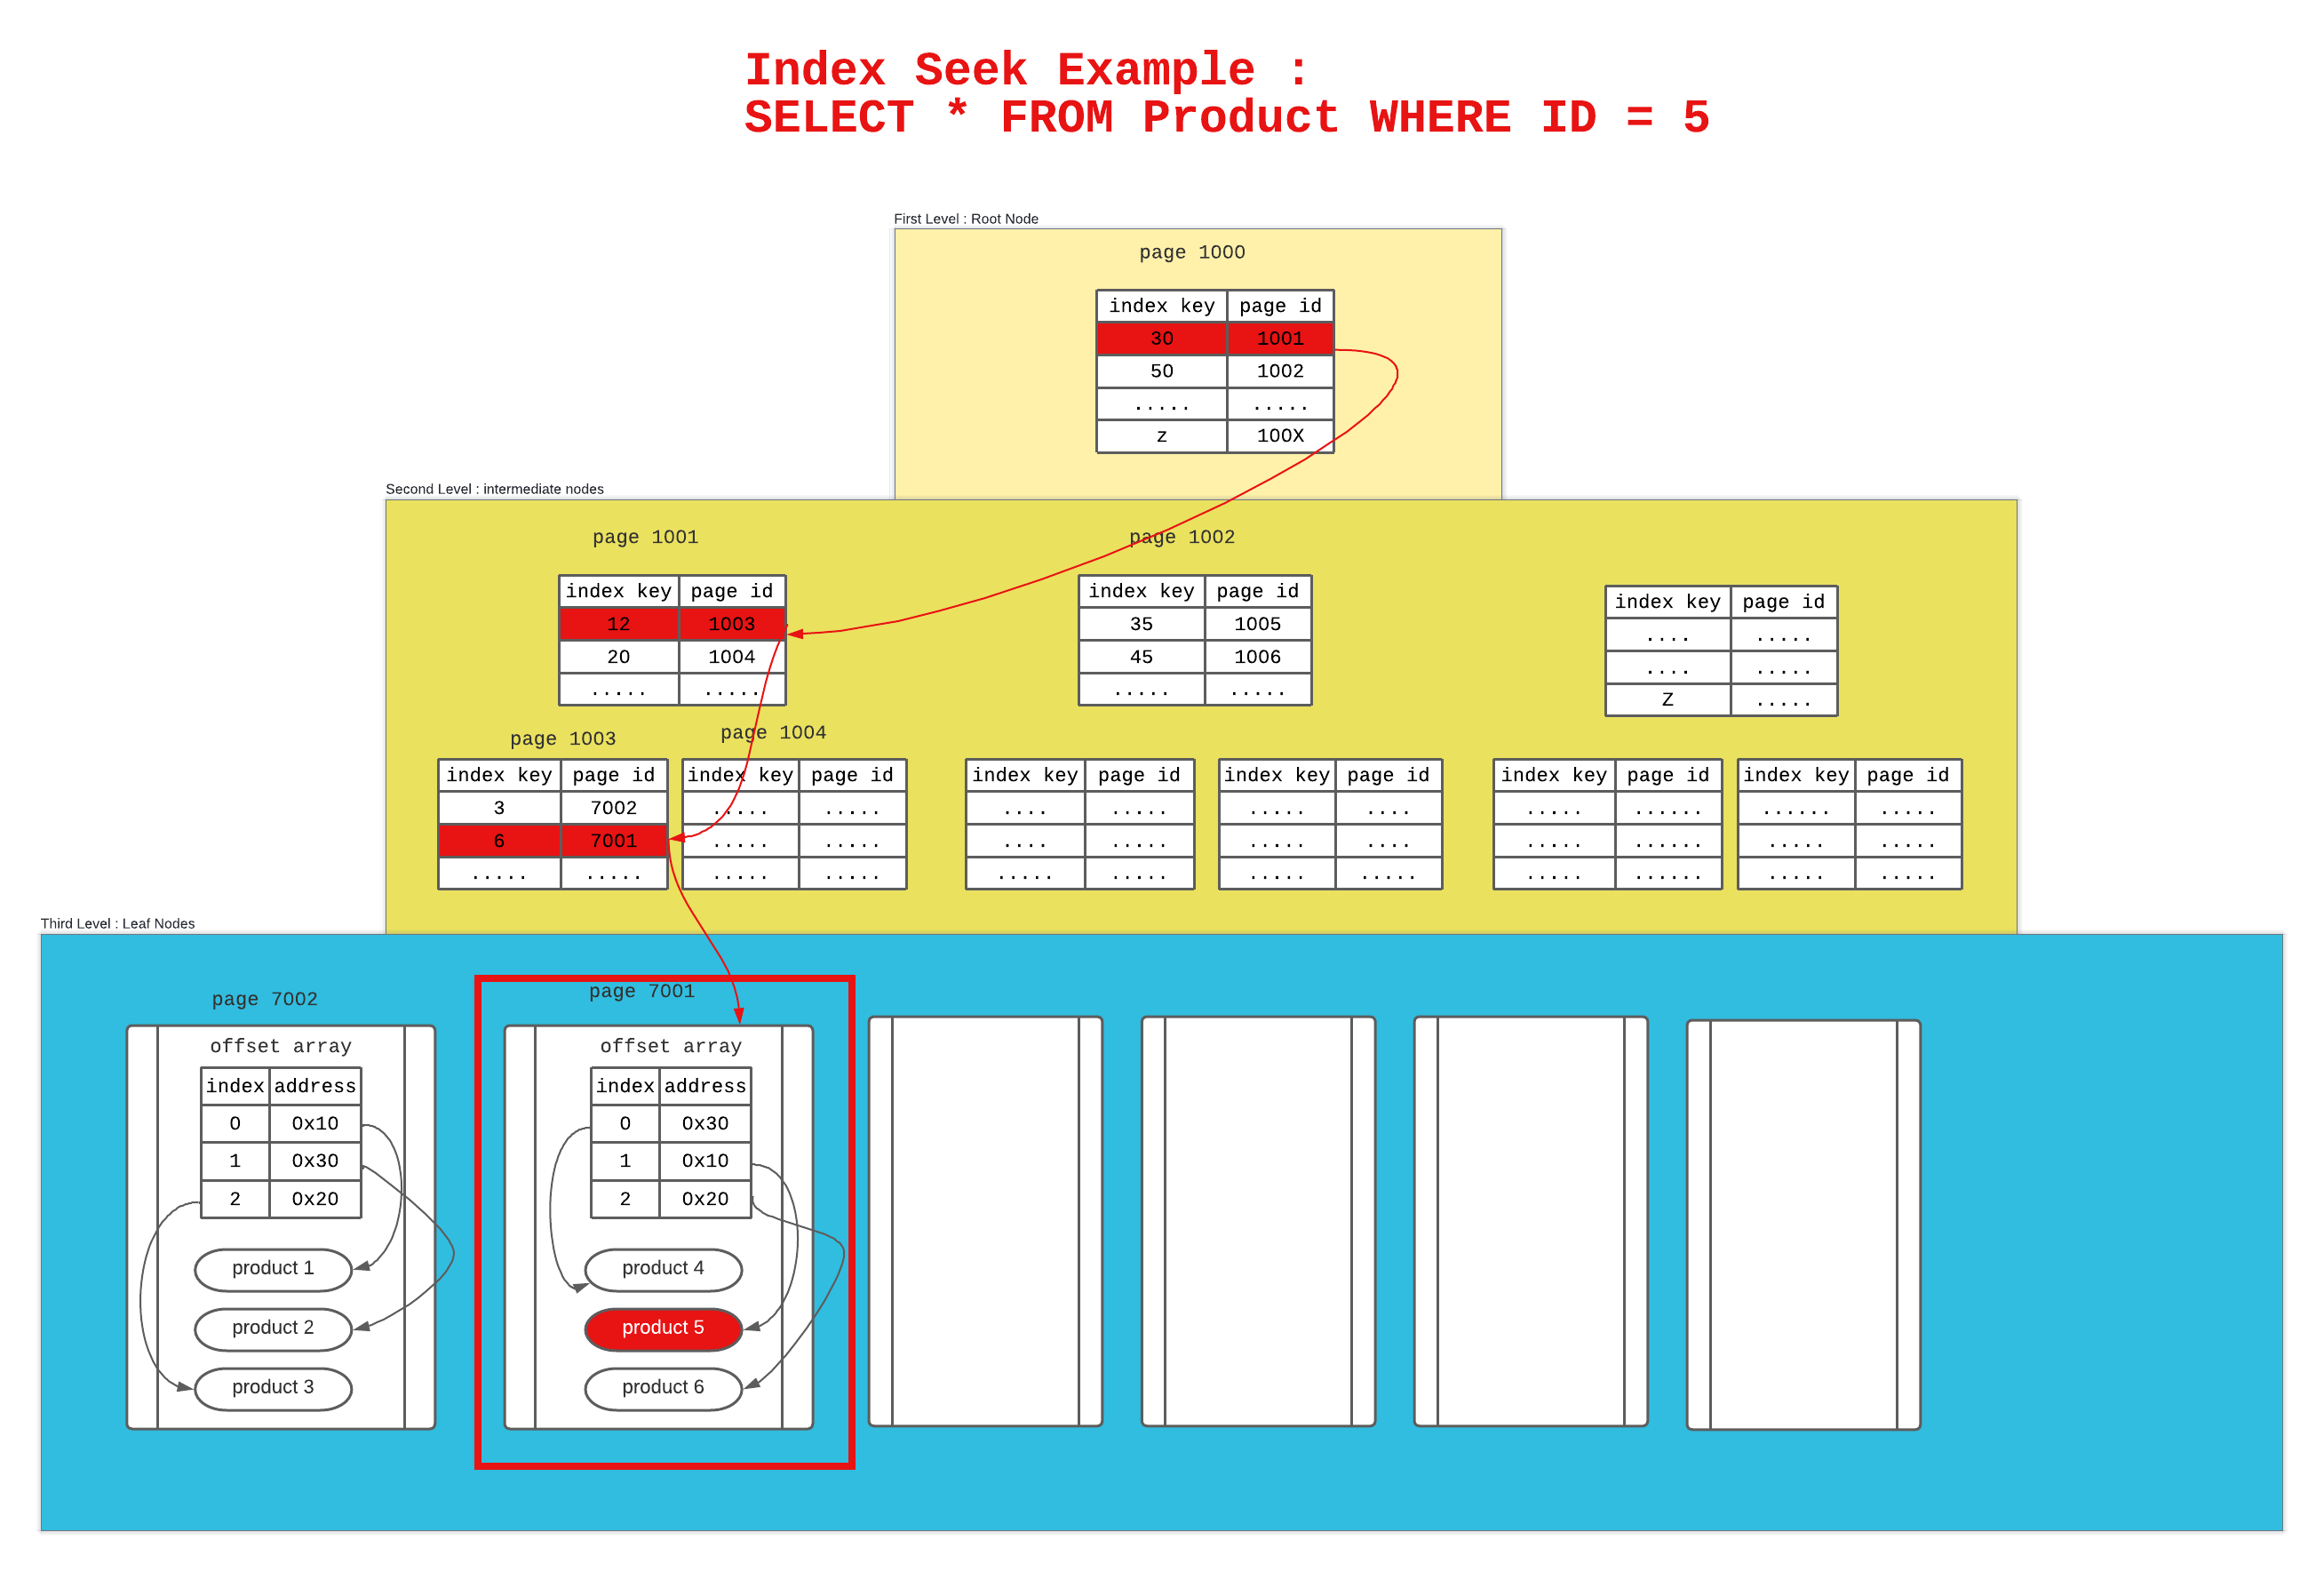 Index Seek Example :
SELECT * FROM Product WHERE ID = 5
First Level : Root Node
page 1000
index key page id
30 1001
50 1002
..... .....
z 100X
Second Level : intermediate nodes
page 1001
index key page id
12 1003
20 1004
..... .....
page 1002
index key page id
35 1005
45 1006
..... .....
index key page id
.... .....
.... .....
Z .....
page 1003
index key page id
3 7002
6 7001
..... .....
page 1004
index key page id
..... .....
..... .....
..... .....
index key page id
.... .....
.... .....
..... .....
index key page id
..... ....
..... ....
..... .....
index key page id
..... ......
..... ......
..... ......
index key page id
...... .....
..... .....
..... .....
Third Level : Leaf Nodes
page 7002
offset array
index address
0 0x10
1 0x30
2 0x20
product 1
product 2
product 3
page 7001
offset array
index address
0 0x30
1 0x10
2 0x20
product 4
product 5
product 6